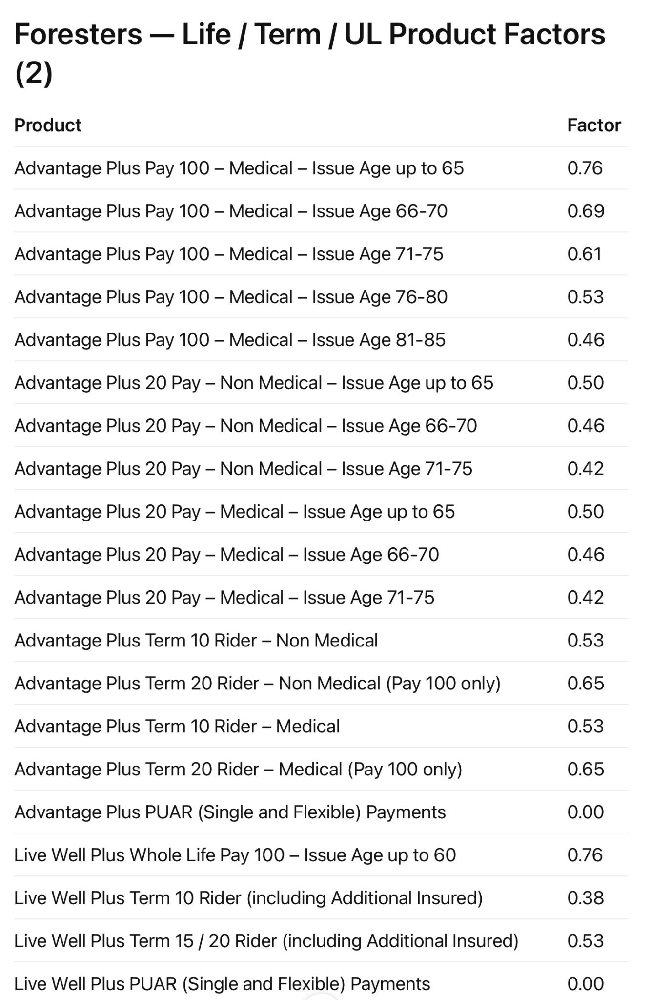 Foresters — Life / Term / UL Product Factors
(2)
Product Factor
Advantage Plus Pay 100 – Medical – Issue Age up to 65 0.76
Advantage Plus Pay 100 – Medical – Issue Age 66-70 0.69
Advantage Plus Pay 100 – Medical – Issue Age 71-75 0.61
Advantage Plus Pay 100 – Medical – Issue Age 76-80 0.53
Advantage Plus Pay 100 – Medical – Issue Age 81-85 0.46
Advantage Plus 20 Pay – Non Medical – Issue Age up to 65 0.50
Advantage Plus 20 Pay – Non Medical – Issue Age 66-70 0.46
Advantage Plus 20 Pay – Non Medical – Issue Age 71-75 0.42
Advantage Plus 20 Pay – Medical – Issue Age up to 65 0.50
Advantage Plus 20 Pay – Medical – Issue Age 66-70 0.46
Advantage Plus 20 Pay – Medical – Issue Age 71-75 0.42
Advantage Plus Term 10 Rider – Non Medical 0.53
Advantage Plus Term 20 Rider – Non Medical (Pay 100 only) 0.65
Advantage Plus Term 10 Rider – Medical 0.53
Advantage Plus Term 20 Rider – Medical (Pay 100 only) 0.65
Advantage Plus PUAR (Single and Flexible) Payments 0.00
Live Well Plus Whole Life Pay 100 – Issue Age up to 60 0.76
Live Well Plus Term 10 Rider (including Additional Insured) 0.38
Live Well Plus Term 15 / 20 Rider (including Additional Insured) 0.53
Live Well Plus PUAR (Single and Flexible) Payments 0.00